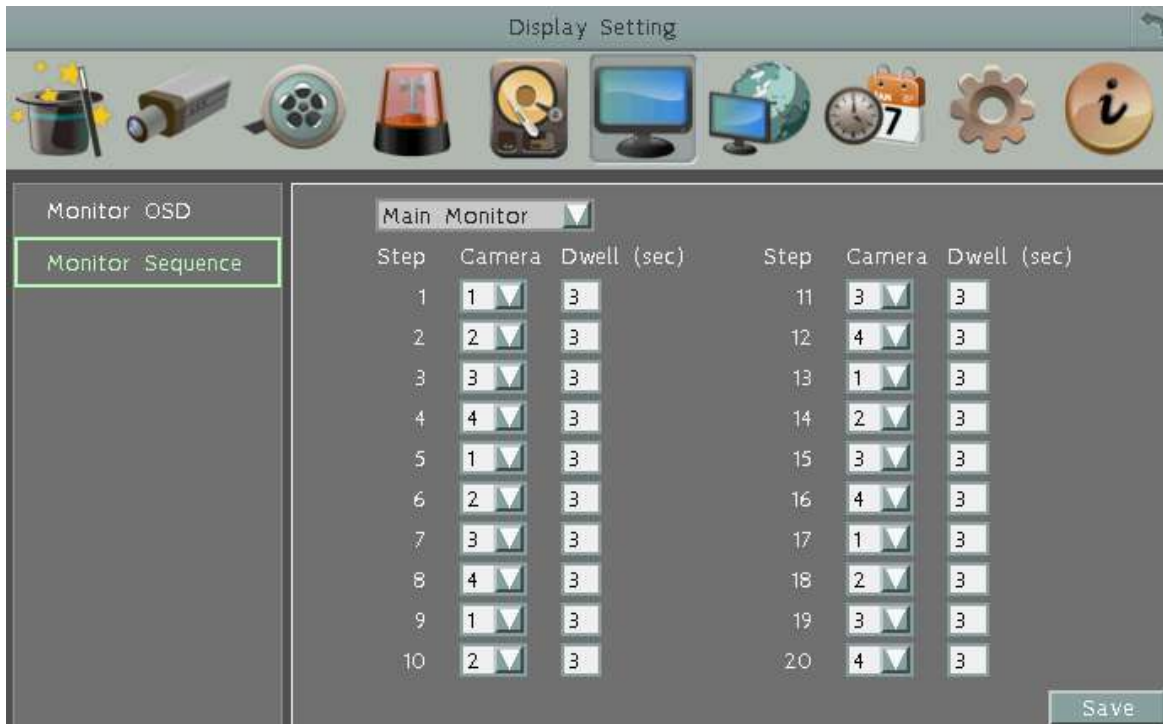 Display Setting
Monitor OSD
Monitor Sequence
Main Monitor
Step Camera Dwell (sec) Step Camera Dwell (sec)
1 1 3 11 3 3
2 2 3 12 4 3
3 3 3 13 1 3
4 4 3 14 2 3
5 1 3 15 3 3
6 2 3 16 4 3
7 3 3 17 1 3
8 4 3 18 2 3
9 1 3 19 3 3
10 2 3 20 4 3
Save